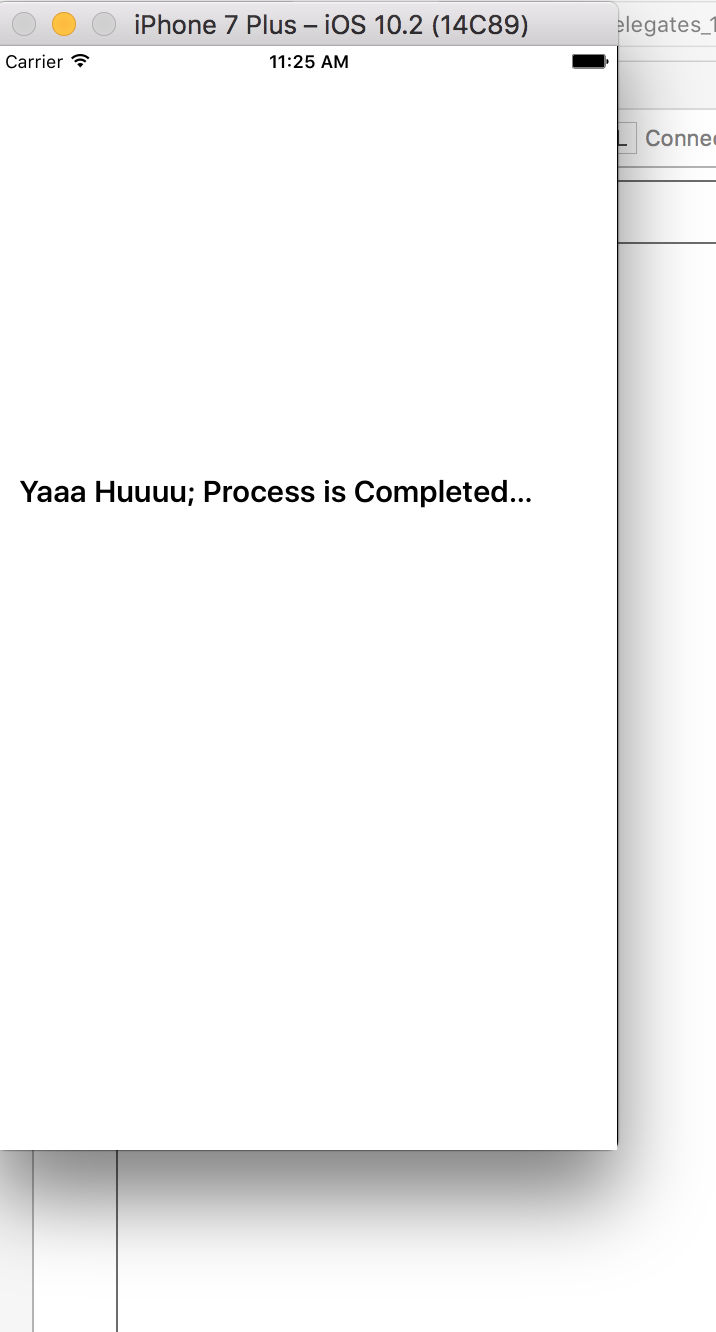 iPhone 7 Plus – iOS 10.2 (14C89)
Carrier
11:25 AM
Yaaa Huuuu; Process is Completed...